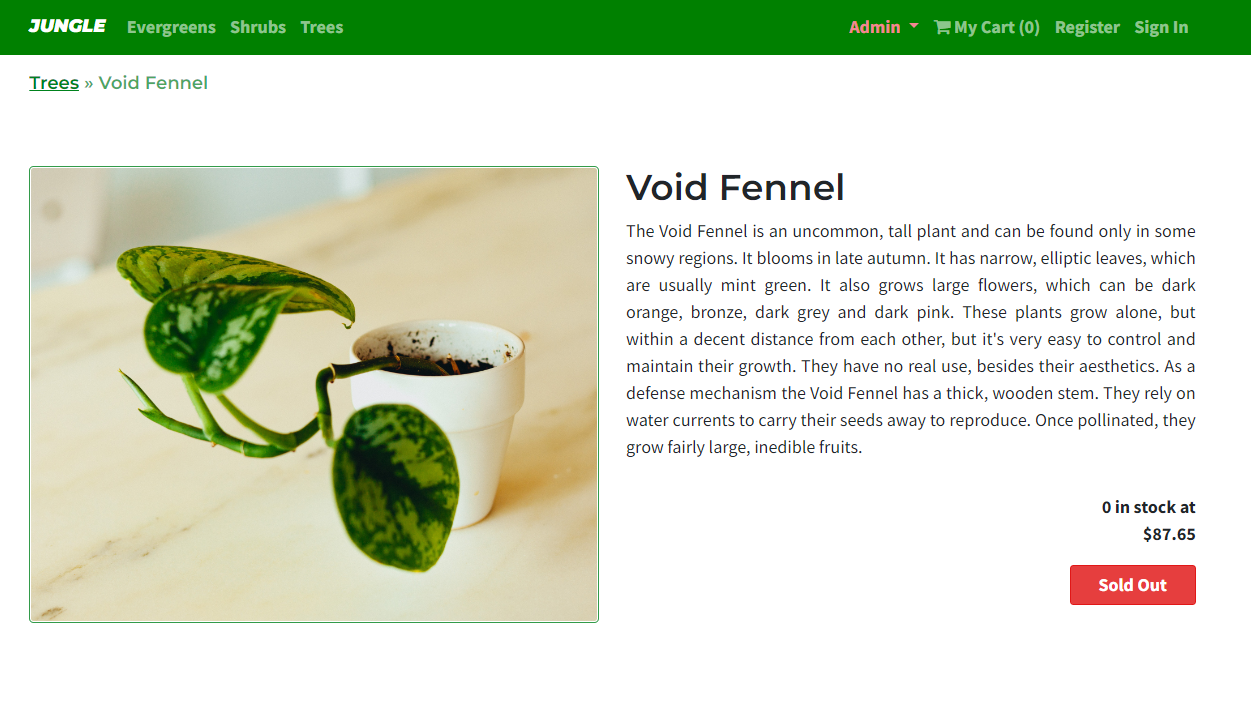 JUNGLE Evergreens Shrubs Trees Admin My Cart (0) Register Sign In
Trees » Void Fennel
Void Fennel
The Void Fennel is an uncommon, tall plant and can be found only in some
snowy regions. It blooms in late autumn. It has narrow, elliptic leaves, which
are usually mint green. It also grows large flowers, which can be dark
orange, bronze, dark grey and dark pink. These plants grow alone, but
within a decent distance from each other, but it's very easy to control and
maintain their growth. They have no real use, besides their aesthetics. As a
defense mechanism the Void Fennel has a thick, wooden stem. They rely on
water currents to carry their seeds away to reproduce. Once pollinated, they
grow fairly large, inedible fruits.
0 in stock at
$87.65
Sold Out